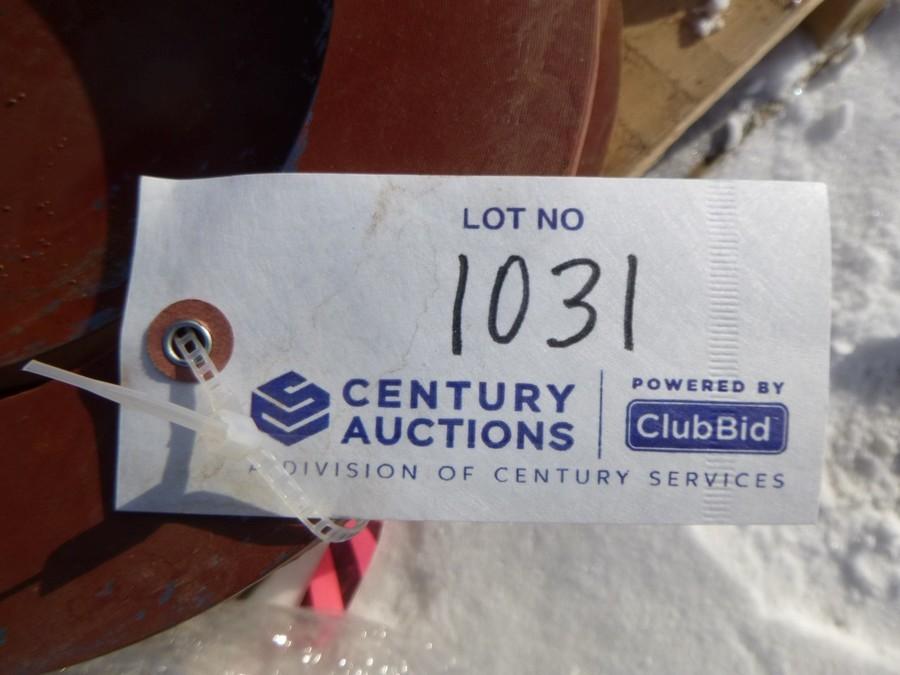 LOT NO
1031
CENTURY
AUCTIONS
POWERED BY
ClubBid
A DIVISION OF CENTURY SERVICES